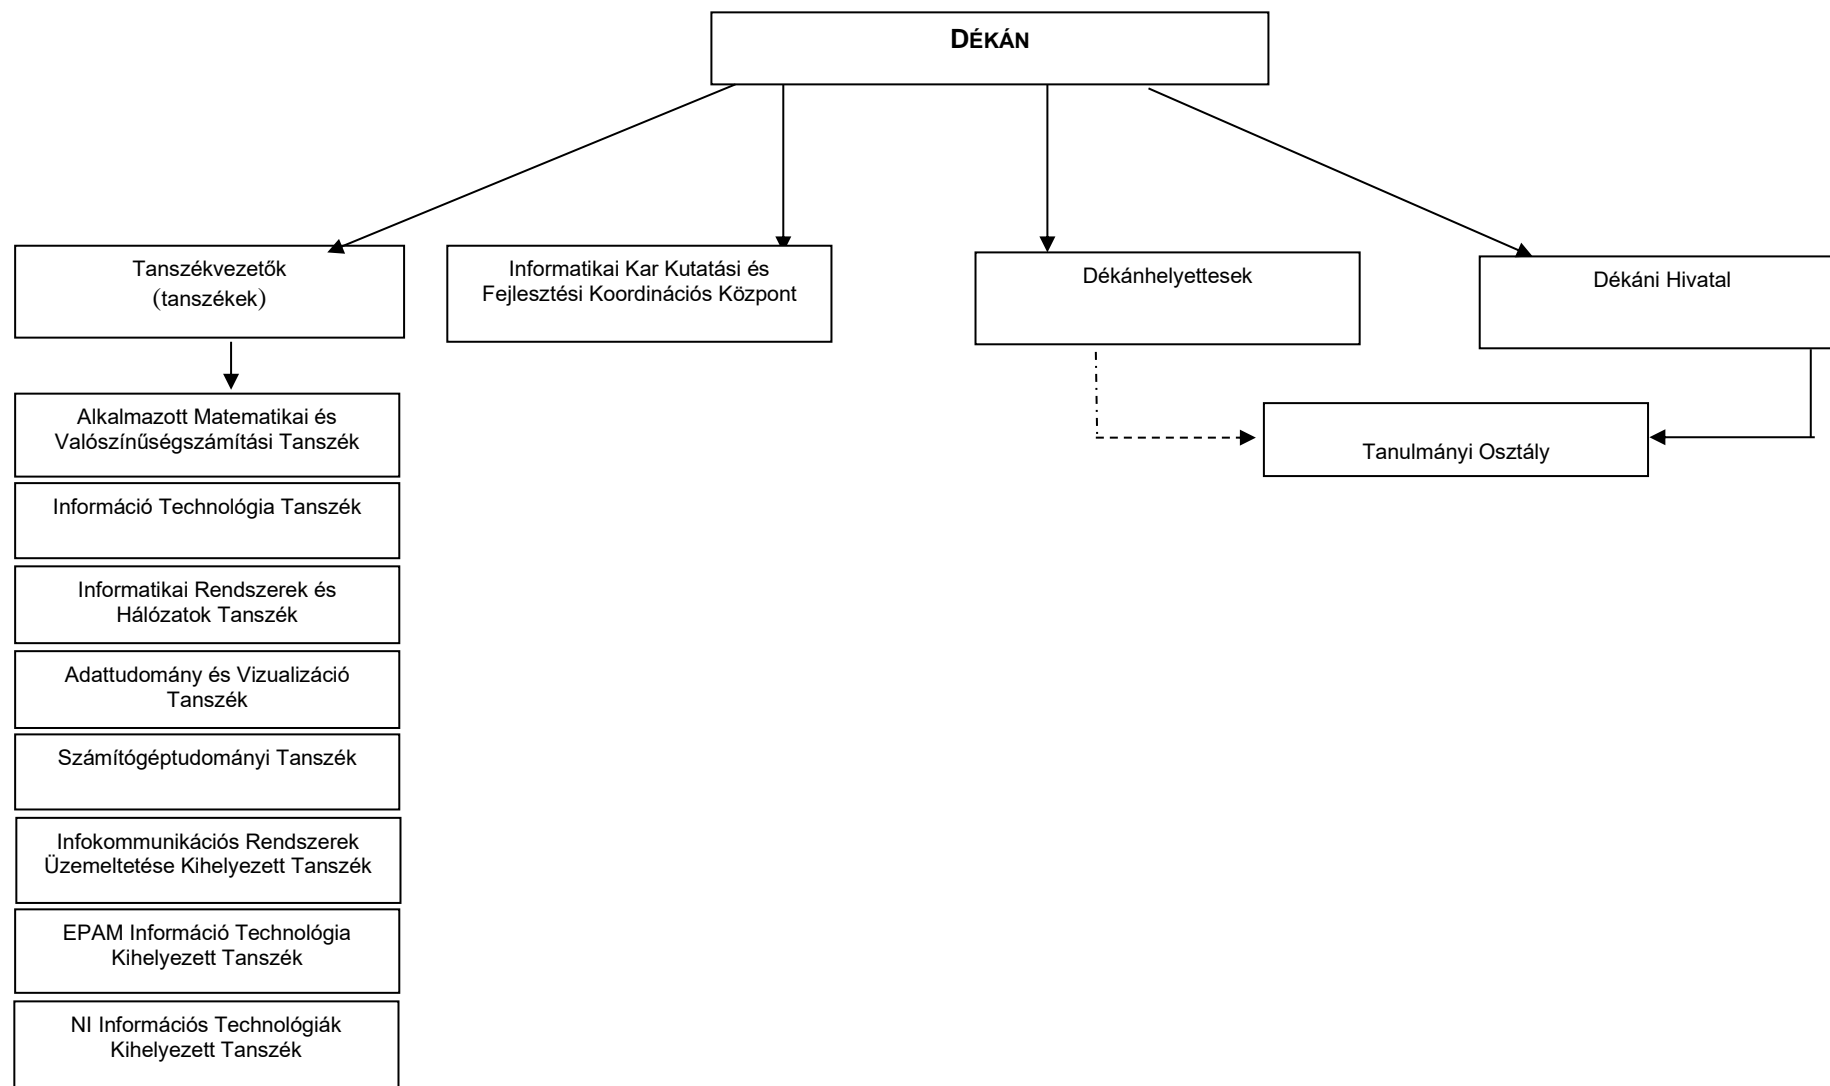 DÉKÁN
Tanszékvezetők
(tanszékek)
Informatikai Kar Kutatási és
Fejlesztési Koordinációs Központ
Dékánhelyettesek
Dékáni Hivatal
Tanulmányi Osztály
Alkalmazott Matematikai és
Valószínűségszámítási Tanszék
Információ Technológia Tanszék
Informatikai Rendszerek és
Hálózatok Tanszék
Adattudomány és Vizualizáció
Tanszék
Számítógéptudományi Tanszék
Infokommunikációs Rendszerek
Üzemeltetése Kihelyezett Tanszék
EPAM Információ Technológia
Kihelyezett Tanszék
NI Információs Technológiák
Kihelyezett Tanszék